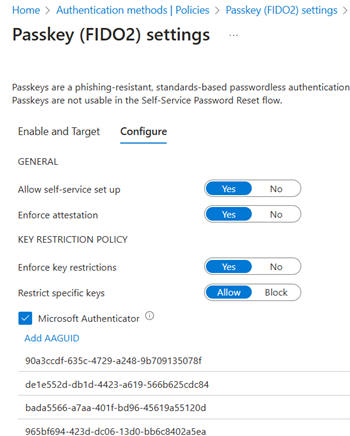 Home > Authentication methods | Policies > Passkey (FIDO2) settings >
Passkey (FIDO2) settings ...
Passkeys are a phishing-resistant, standards-based passwordless authentication
Passkeys are not usable in the Self-Service Password Reset flow.
Enable and Target Configure
GENERAL
Allow self-service set up Yes No
Enforce attestation Yes No
KEY RESTRICTION POLICY
Enforce key restrictions Yes No
Restrict specific keys Allow Block
Microsoft Authenticator
Add AAGUID
90a3ccdf-635c-4729-a248-9b709135078f
de1e552d-db1d-4423-a619-566b625cdc84
bada5566-a7aa-401f-bd96-45619a55120d
965bf694-423d-dc06-13d0-bb6c8402a5ea